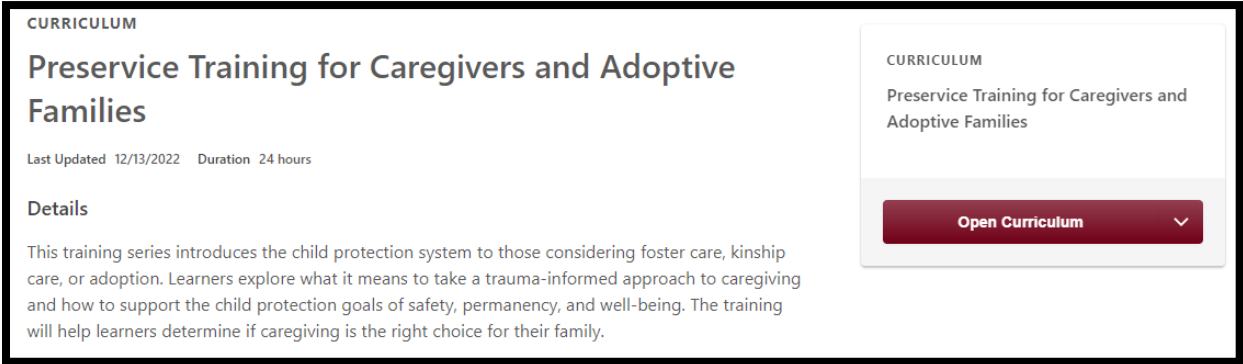 CURRICULUM
Preservice Training for Caregivers and Adoptive
Families
Last Updated 12/13/2022 Duration 24 hours
Details
This training series introduces the child protection system to those considering foster care, kinship
care, or adoption. Learners explore what it means to take a trauma-informed approach to caregiving
and how to support the child protection goals of safety, permanency, and well-being. The training
will help learners determine if caregiving is the right choice for their family.
CURRICULUM
Preservice Training for Caregivers and
Adoptive Families
Open Curriculum